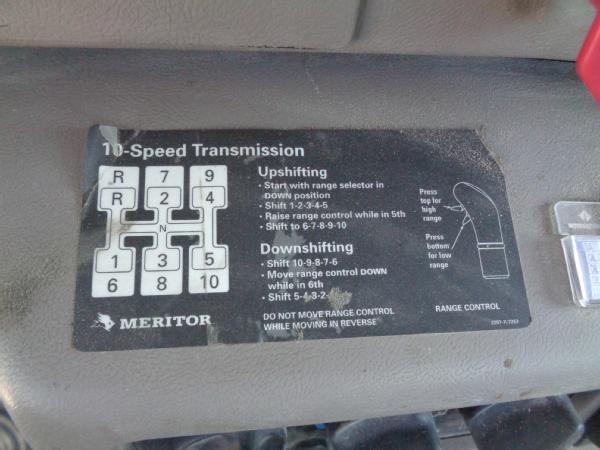 10-Speed Transmission
R 7 9
R 2 4
N
1 3 5
6 8 10
MERITOR
Upshifting
• Start with range selector in
DOWN position
• Shift 1-2-3-4-5
• Raise range control while in 5th
• Shift to 6-7-8-9-10
Downshifting
• Shift 10-9-8-7-6
• Move range control DOWN
while in 6th
• Shift 5-4-3-2-
DO NOT MOVE RANGE CONTROL
WHILE MOVING IN REVERSE
Press
top for
high
range
Press
bottom
for low
range
RANGE CONTROL